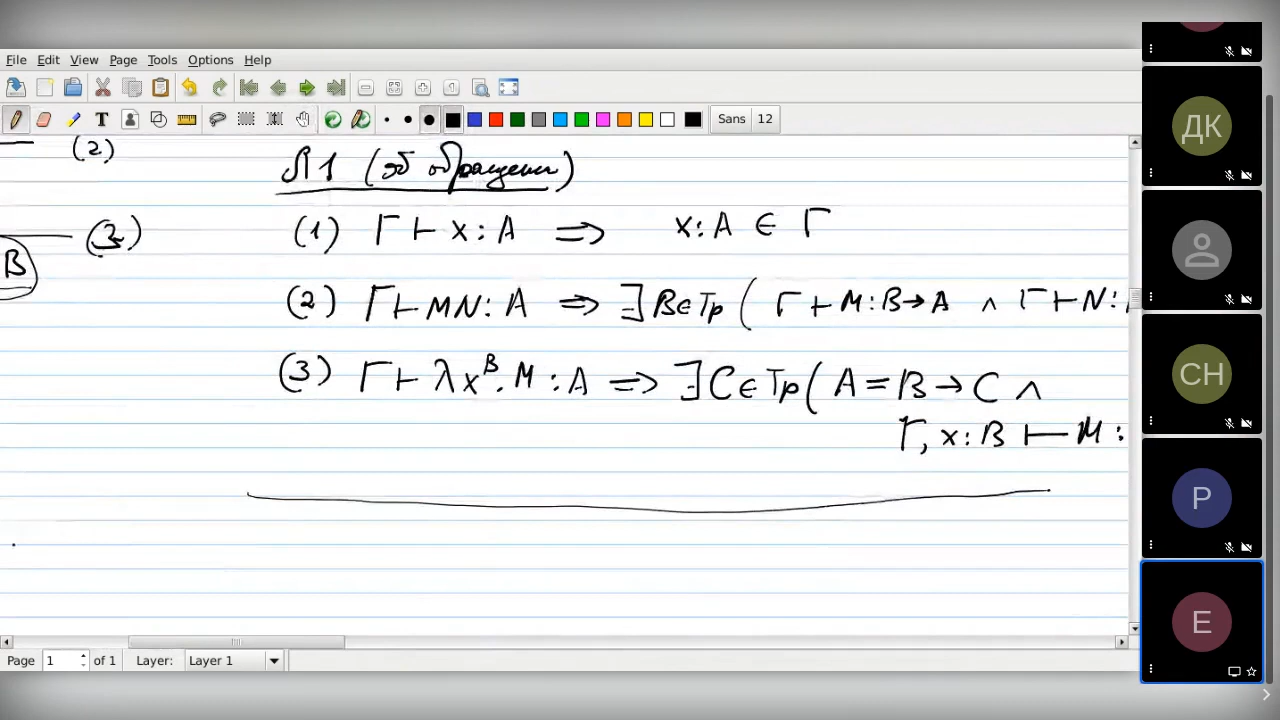 File Edit View Page Tools Options Help
Sans 12
(2)
Л1 (об обращении)
(1) Γ ⊢ x : A ⟹ x : A ∈ Γ
(3)
B
(2) Γ ⊢ MN : A ⟹ ∃B∈Tp ( Γ ⊢ M : B → A ∧ Γ ⊢ N :
(3) Γ ⊢ λx^B. M : A ⟹ ∃C∈Tp ( A = B → C ∧
Γ, x : B ⊢ M :
Page 1 of 1 Layer: Layer 1
ДК
CH
P
E